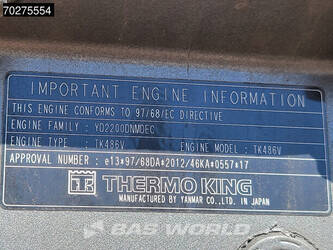 70275554
IMPORTANT ENGINE INFORMATION
THIS ENGINE CONFORMS TO 97/68/EC DIRECTIVE
ENGINE FAMILY : YD2200DNMOEC
ENGINE TYPE : TK486V ENGINE MODEL : TK486V
APPROVAL NUMBER : e13*97/68DA*2012/46KA*0557*17
THERMO KING
MANUFACTURED BY YANMAR CO.,LTD. IN JAPAN
BAS WORLD